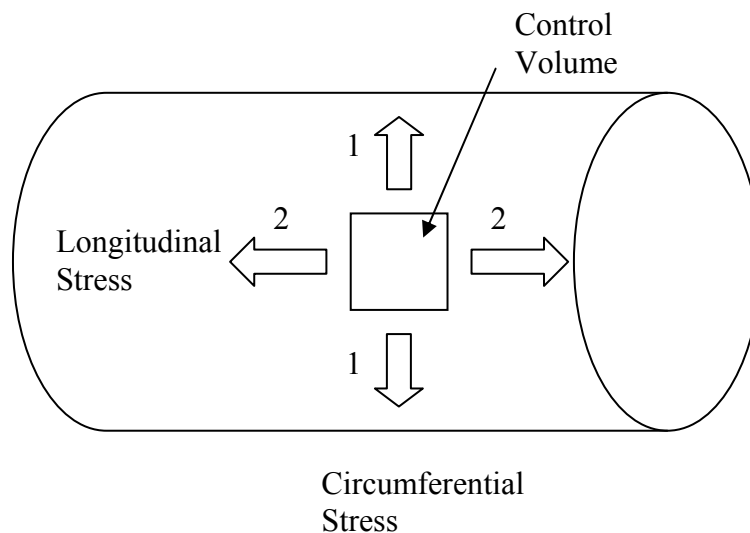 Control
Volume
1
2
2
Longitudinal
Stress
1
Circumferential
Stress